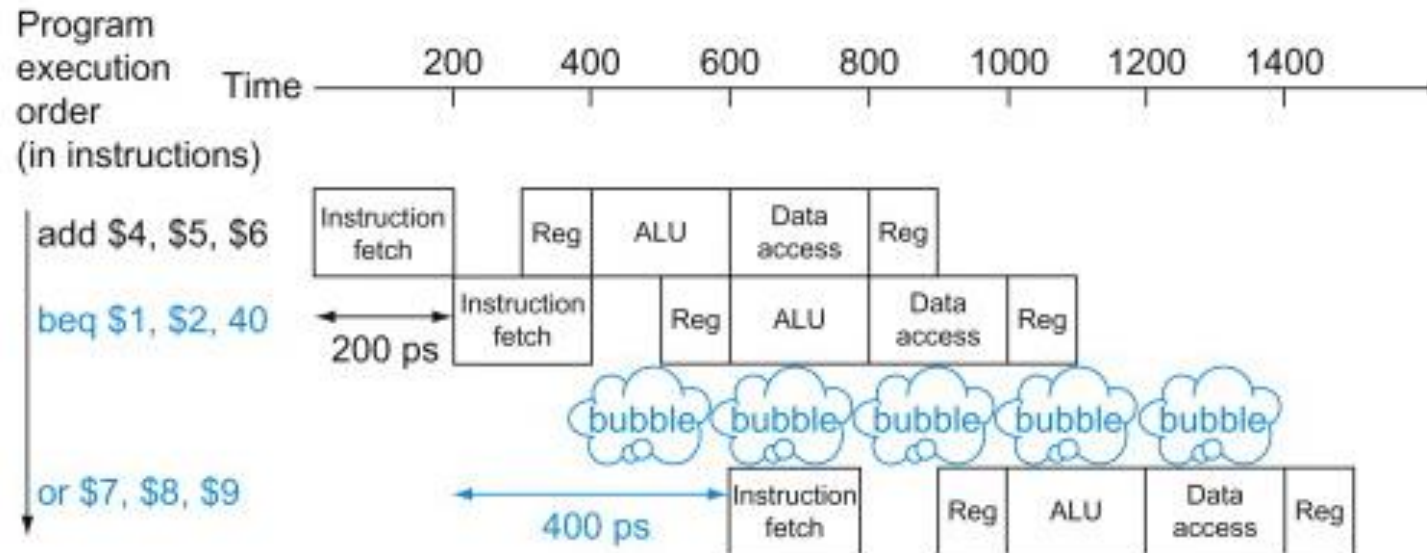 Program
execution
order
(in instructions)
Time
200 400 600 800 1000 1200 1400
add $4, $5, $6
Instruction
fetch
Reg
ALU
Data
access
Reg
beq $1, $2, 40
200 ps
Instruction
fetch
Reg
ALU
Data
access
Reg
bubble bubble bubble bubble bubble
or $7, $8, $9
400 ps
Instruction
fetch
Reg
ALU
Data
access
Reg